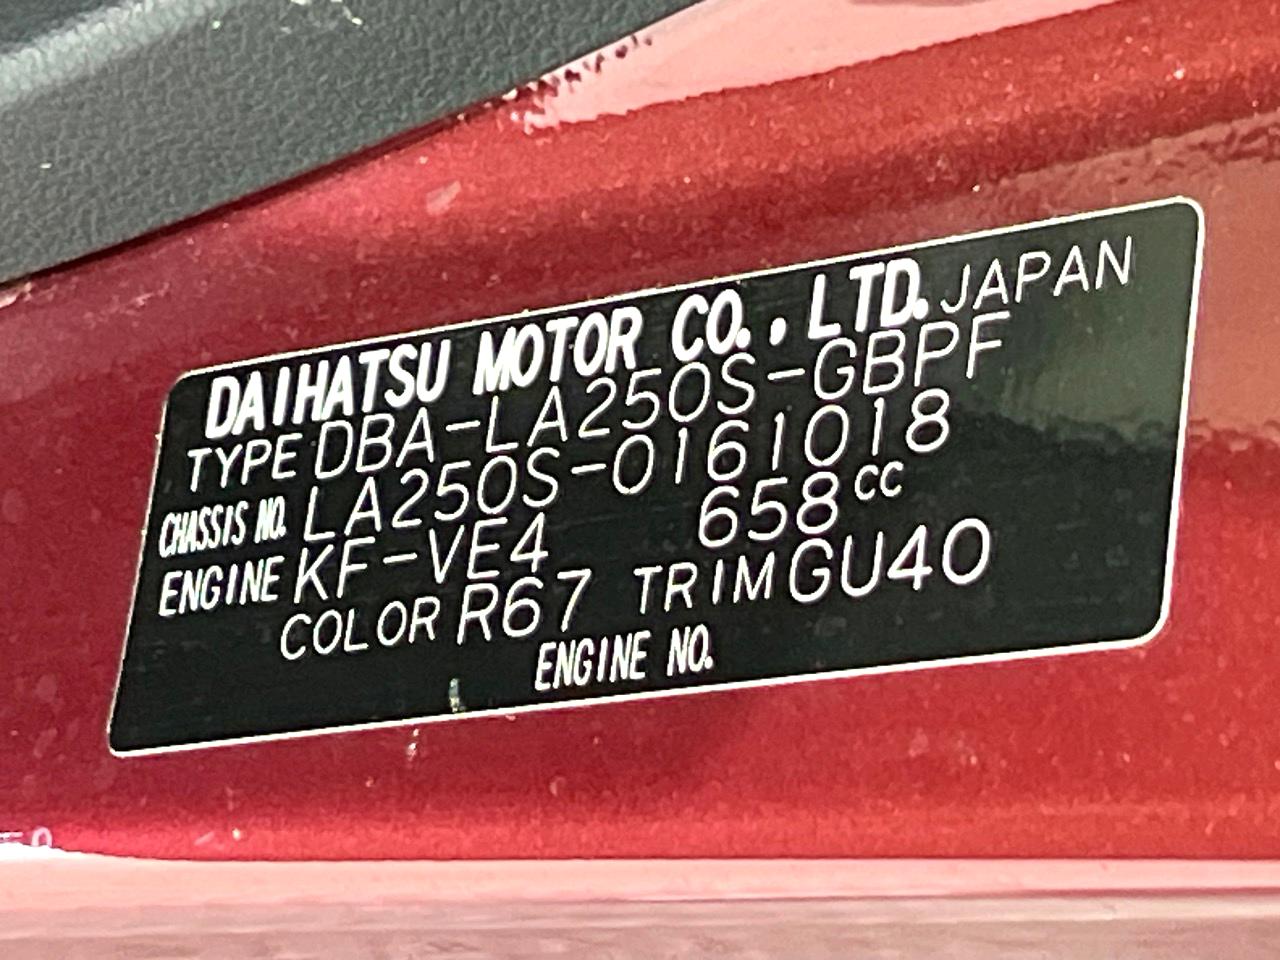 DAIHATSU MOTOR CO., LTD. JAPAN
TYPE DBA-LA250S-GBPF
CHASSIS NO. LA250S-0161018
ENGINE KF-VE4 658cc
COLOR R67 TRIM GU40
ENGINE NO.